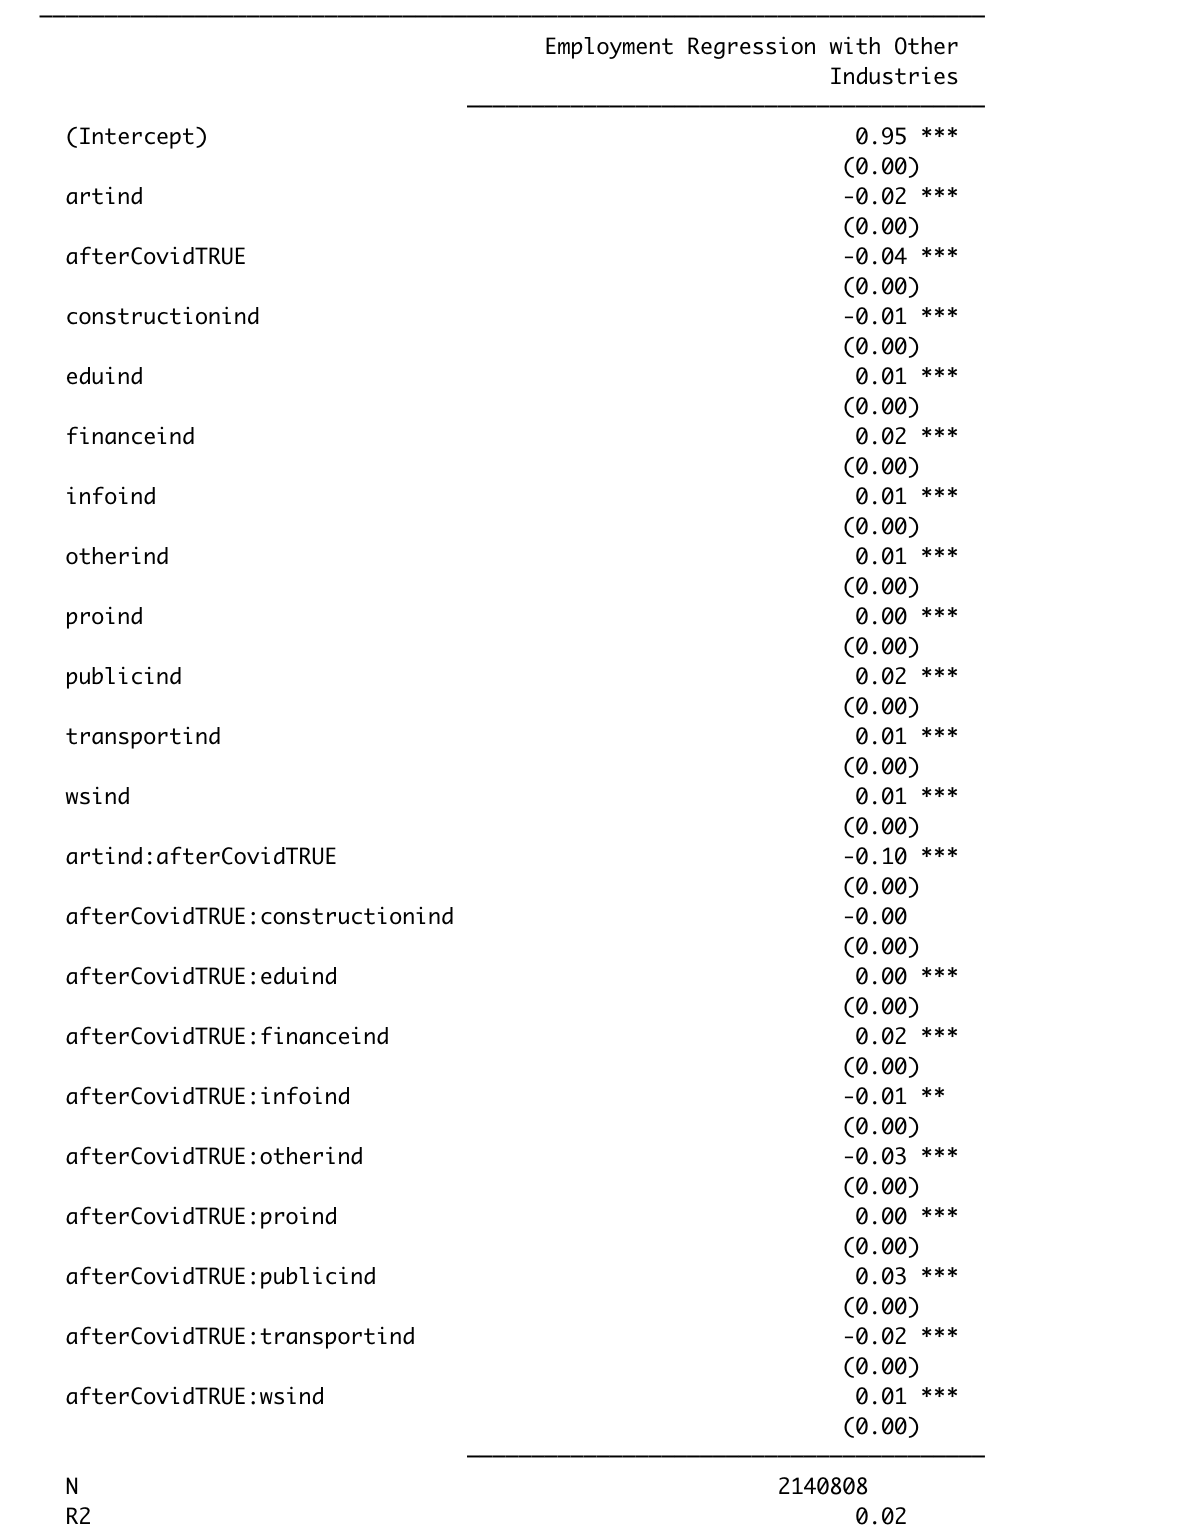 Employment Regression with Other
Industries
(Intercept) 0.95 ***
(0.00)
artind -0.02 ***
(0.00)
afterCovidTRUE -0.04 ***
(0.00)
constructionind -0.01 ***
(0.00)
eduind 0.01 ***
(0.00)
financeind 0.02 ***
(0.00)
infoind 0.01 ***
(0.00)
otherind 0.01 ***
(0.00)
proind 0.00 ***
(0.00)
publicind 0.02 ***
(0.00)
transportind 0.01 ***
(0.00)
wsind 0.01 ***
(0.00)
artind:afterCovidTRUE -0.10 ***
(0.00)
afterCovidTRUE:constructionind -0.00
(0.00)
afterCovidTRUE:eduind 0.00 ***
(0.00)
afterCovidTRUE:financeind 0.02 ***
(0.00)
afterCovidTRUE:infoind -0.01 **
(0.00)
afterCovidTRUE:otherind -0.03 ***
(0.00)
afterCovidTRUE:proind 0.00 ***
(0.00)
afterCovidTRUE:publicind 0.03 ***
(0.00)
afterCovidTRUE:transportind -0.02 ***
(0.00)
afterCovidTRUE:wsind 0.01 ***
(0.00)
N 2140808
R2 0.02